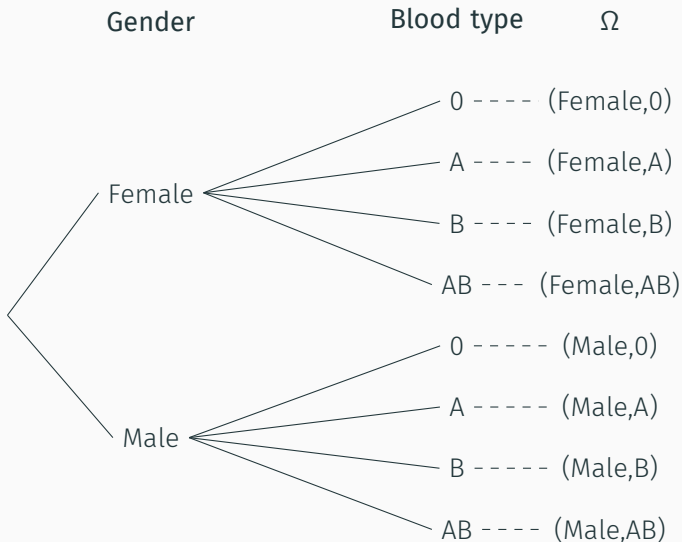 Gender Blood type Ω
0 (Female,0)
A (Female,A)
Female
B (Female,B)
AB (Female,AB)
0 (Male,0)
A (Male,A)
Male
B (Male,B)
AB (Male,AB)